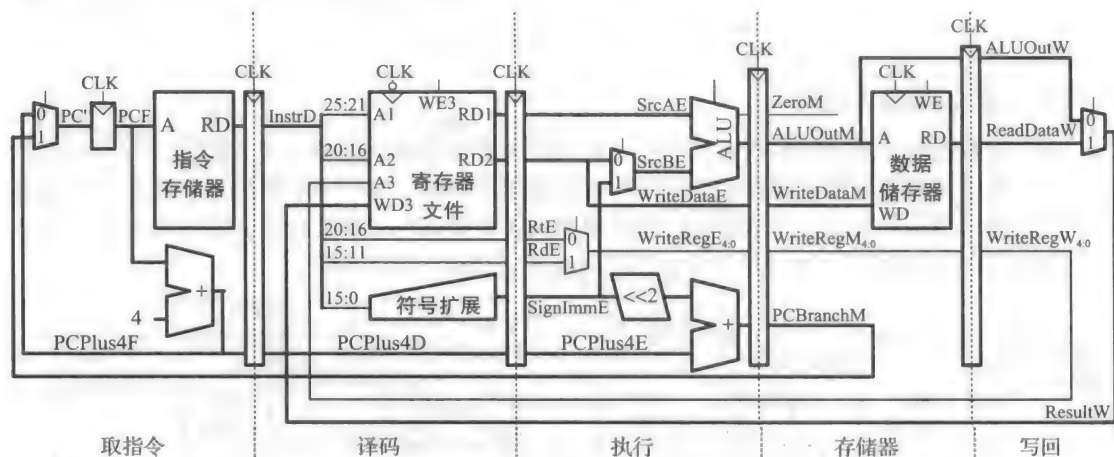 CLK
CLK
CLK
CLK
CLK
CLK
CLK
0
1
PC'
PCF
A
RD
指令
存储器
4
+
PCPlus4F
InstrD
25:21
20:16
20:16
15:11
15:0
A1
A2
A3
WD3
WE3
RD1
RD2
寄存器
文件
符号扩展
PCPlus4D
SrcAE
0
1
SrcBE
ALU
WriteDataE
RtE
RdE
0
1
WriteRegE4:0
SignImmE
<<2
+
PCPlus4E
ZeroM
ALUOutM
WriteDataM
WriteRegM4:0
PCBranchM
A
RD
WE
数据
储存器
WD
ALUOutW
ReadDataW
0
1
WriteRegW4:0
ResultW
取指令
译码
执行
存储器
写回